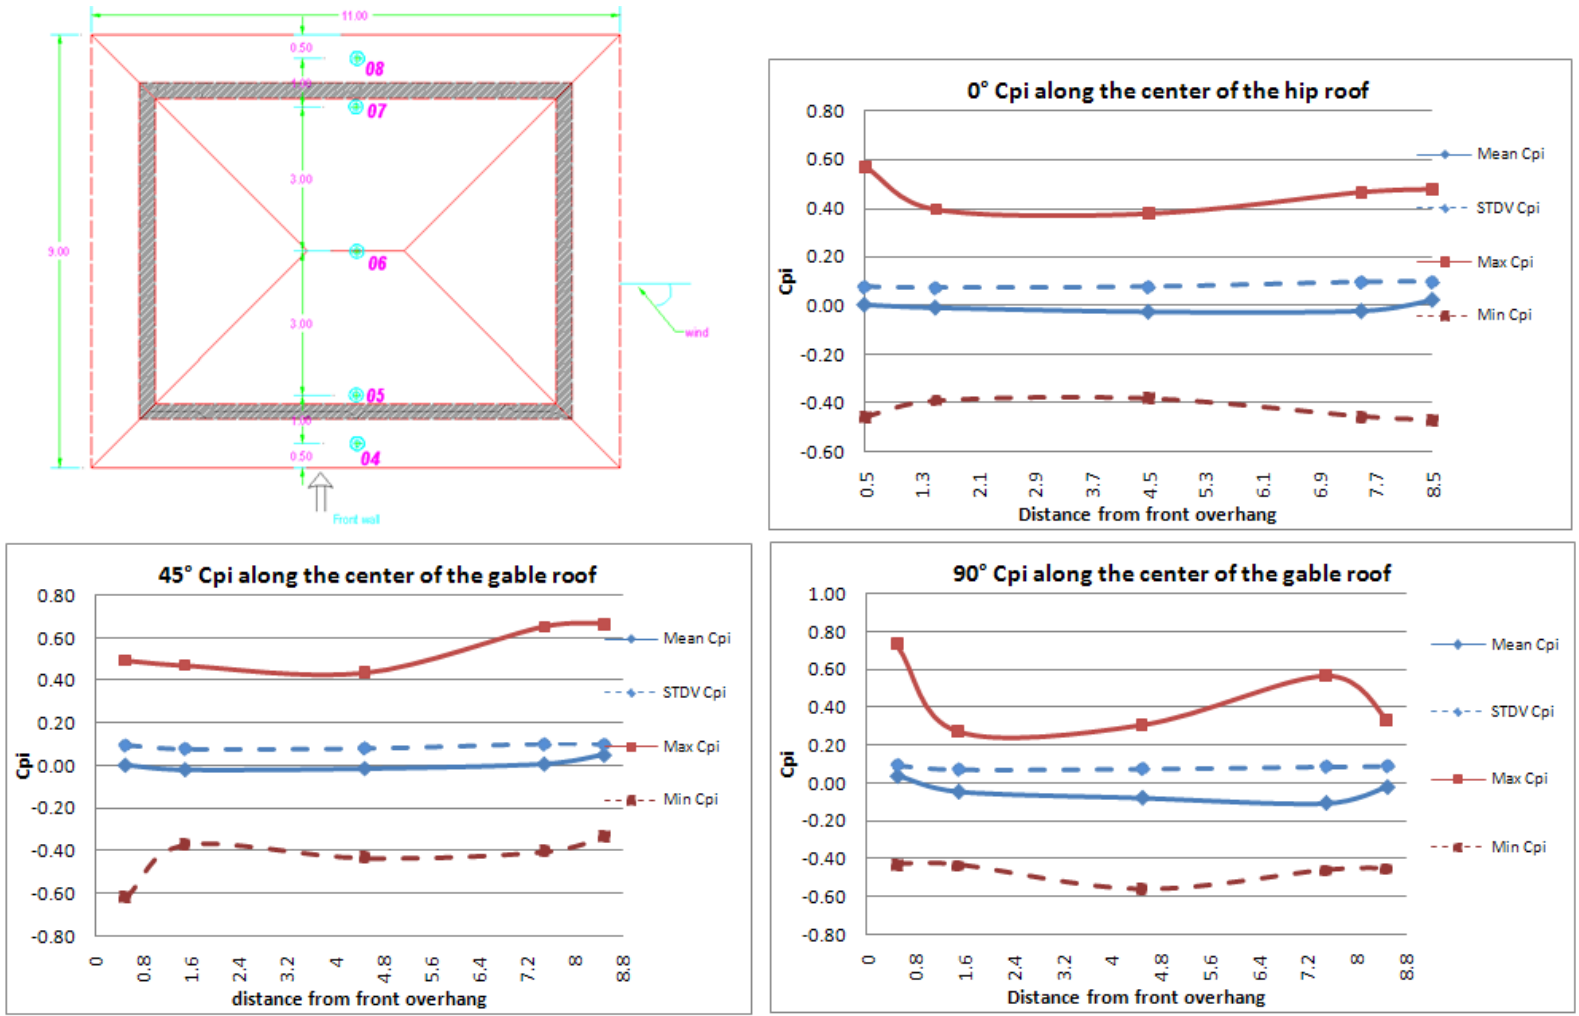 11.00
0.50
08
1.00
07
3.00
9.00
06
3.00
wind
05
1.00
0.50
04
Front wall
0° Cpi along the center of the hip roof
0.80
0.60
0.40
0.20
0.00
-0.20
-0.40
-0.60
Cpi
0.5 1.3 2.1 2.9 3.7 4.5 5.3 6.1 6.9 7.7 8.5
Distance from front overhang
Mean Cpi
STDV Cpi
Max Cpi
Min Cpi
45° Cpi along the center of the gable roof
0.80
0.60
0.40
0.20
0.00
-0.20
-0.40
-0.60
-0.80
Cpi
0 0.8 1.6 2.4 3.2 4 4.8 5.6 6.4 7.2 8 8.8
distance from front overhang
Mean Cpi
STDV Cpi
Max Cpi
Min Cpi
90° Cpi along the center of the gable roof
1.00
0.80
0.60
0.40
0.20
0.00
-0.20
-0.40
-0.60
-0.80
Cpi
0 0.8 1.6 2.4 3.2 4 4.8 5.6 6.4 7.2 8 8.8
Distance from front overhang
Mean Cpi
STDV Cpi
Max Cpi
Min Cpi